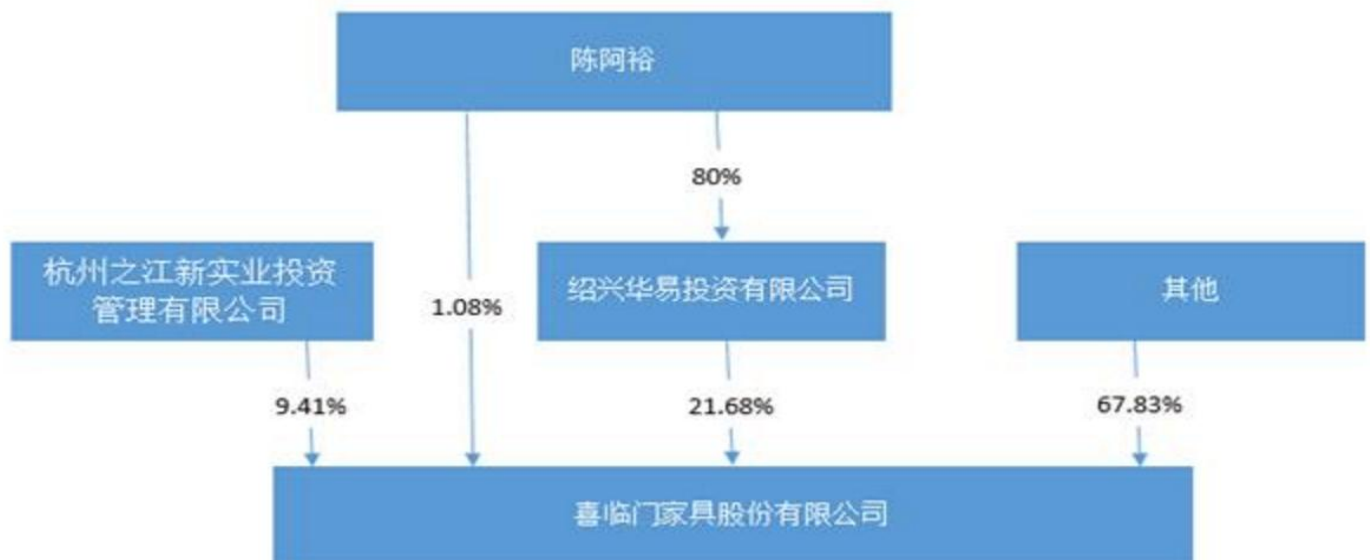 陈阿裕
80%
杭州之江新实业投资
管理有限公司
1.08%
绍兴华易投资有限公司
其他
9.41%
21.68%
67.83%
喜临门家具股份有限公司